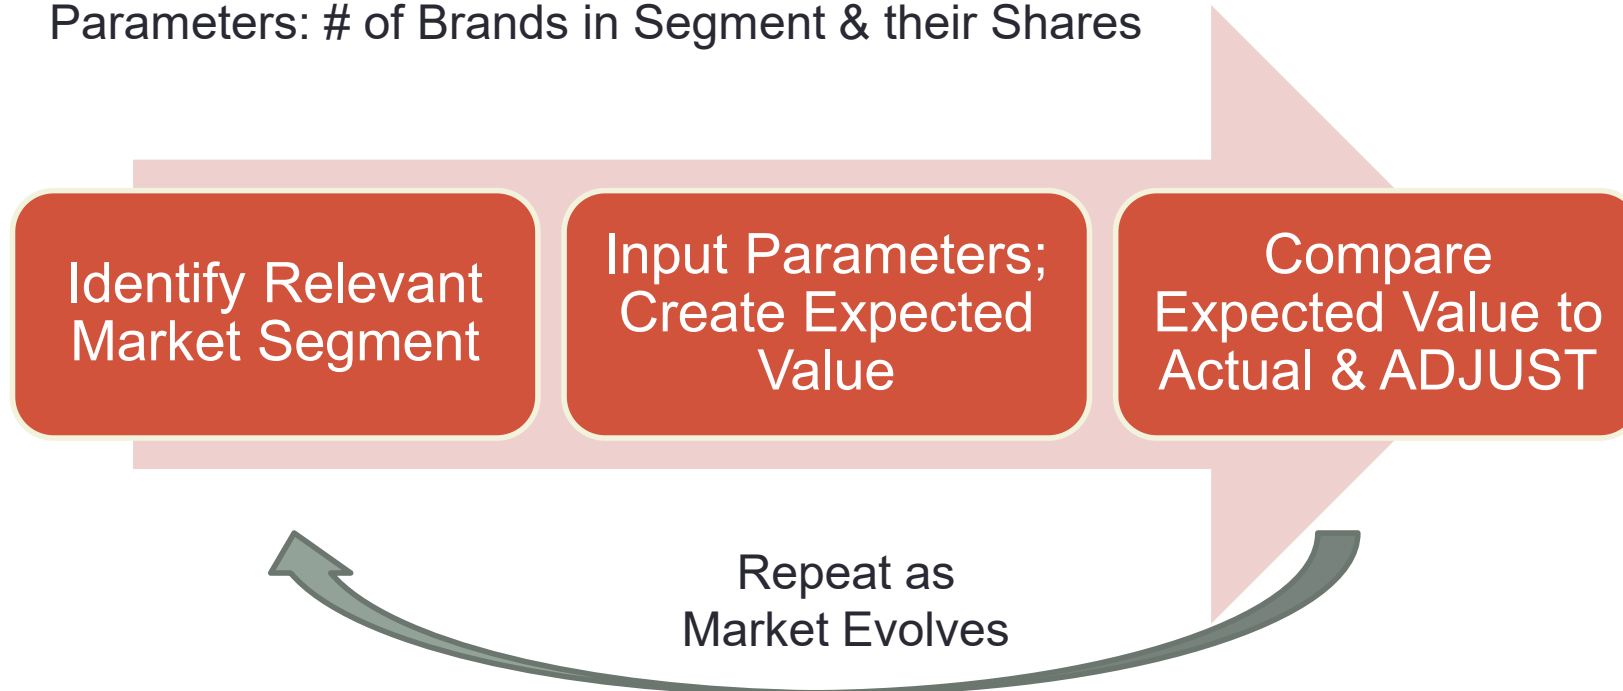 Parameters: # of Brands in Segment & their Shares
Identify Relevant
Market Segment
Input Parameters;
Create Expected
Value
Compare
Expected Value to
Actual & ADJUST
Repeat as
Market Evolves